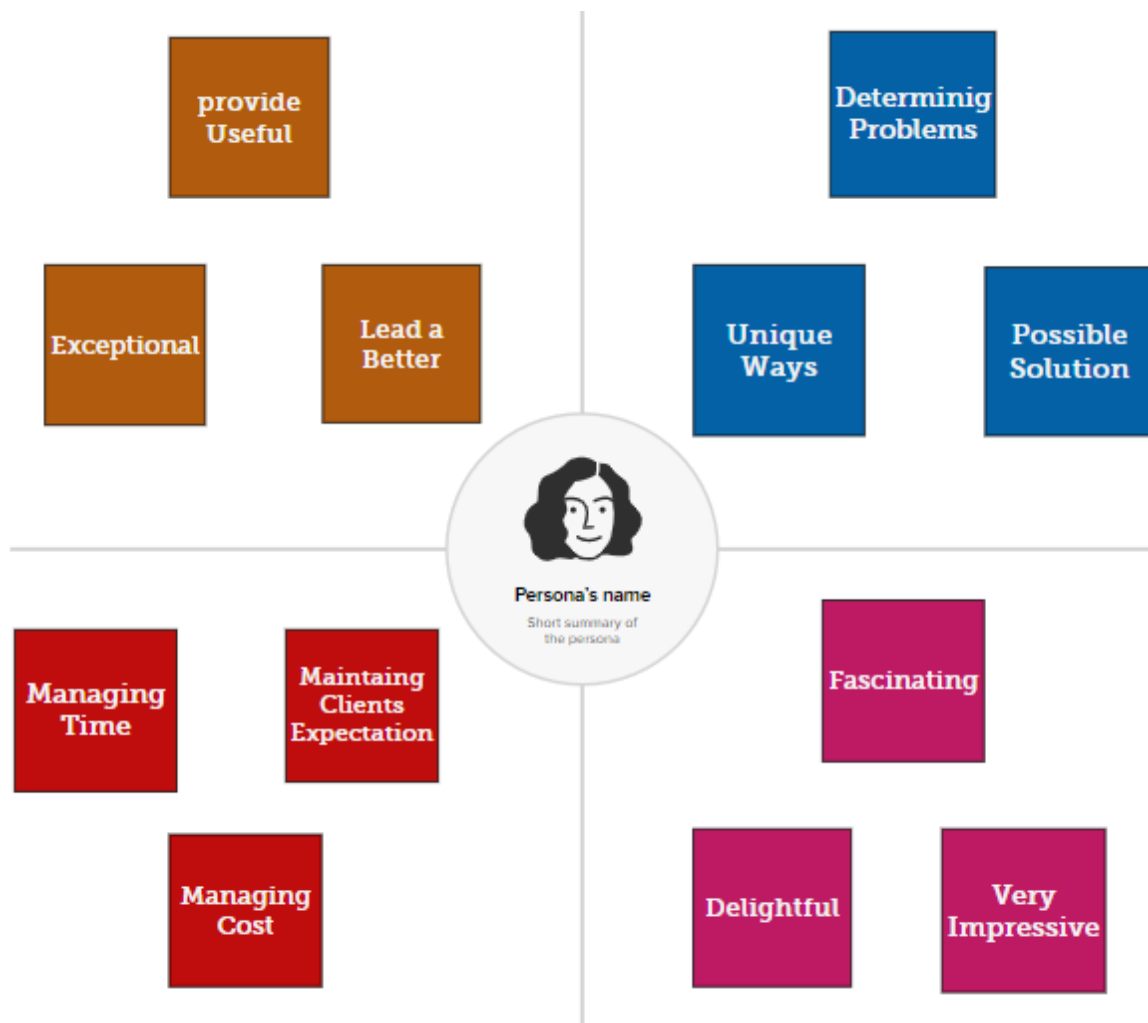 provide
Useful
Exceptional
Lead a
Better
Determinig
Problems
Unique
Ways
Possible
Solution
Persona's name
Short summary of
the persona
Managing
Time
Maintaing
Clients
Expectation
Managing
Cost
Fascinating
Delightful
Very
Impressive